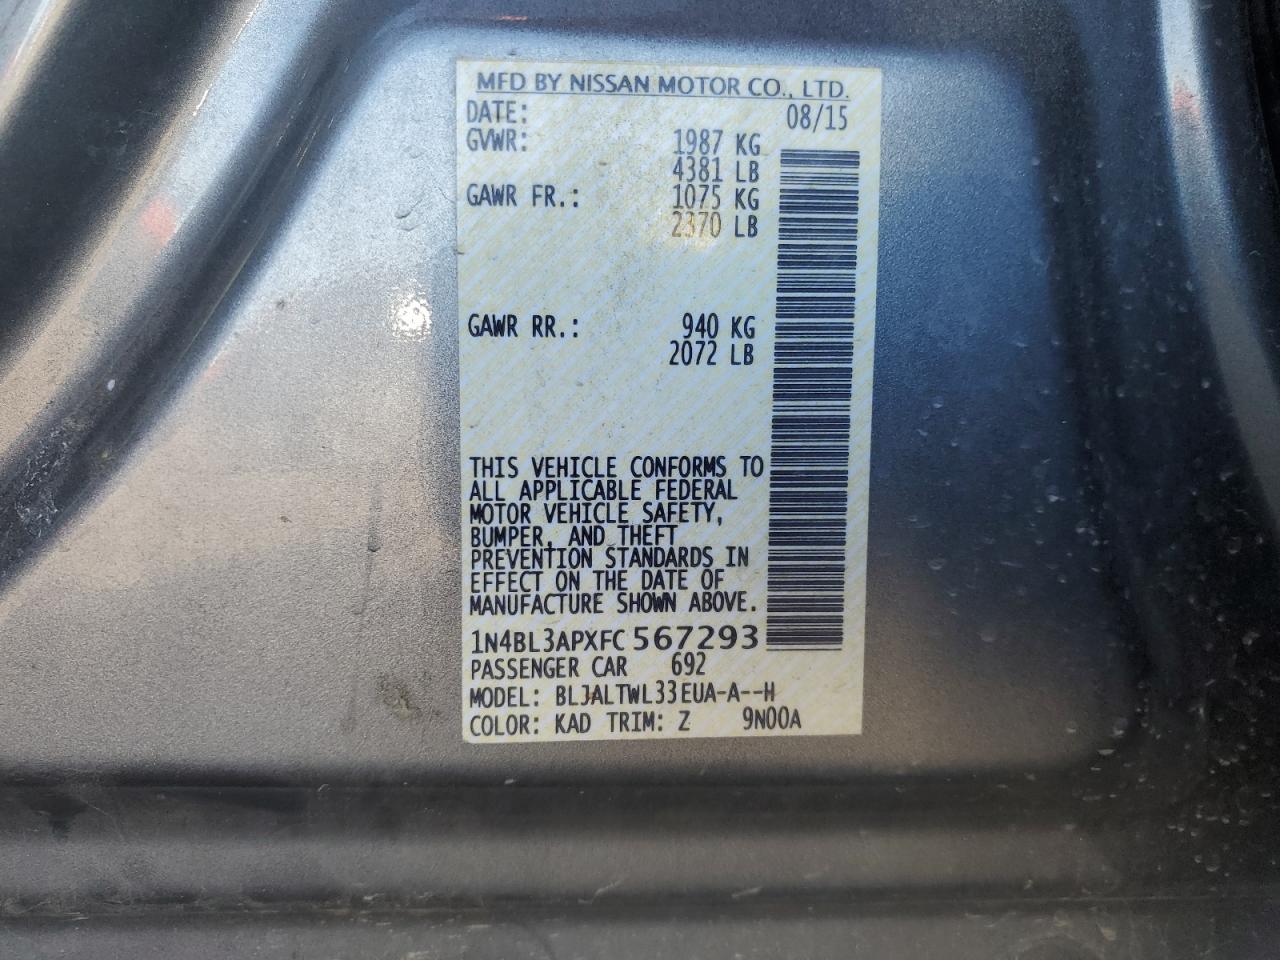 MFD BY NISSAN MOTOR CO., LTD.
DATE: 08/15
GVWR: 1987 KG
4381 LB
GAWR FR.: 1075 KG
2370 LB
GAWR RR.: 940 KG
2072 LB
THIS VEHICLE CONFORMS TO
ALL APPLICABLE FEDERAL
MOTOR VEHICLE SAFETY,
BUMPER, AND THEFT
PREVENTION STANDARDS IN
EFFECT ON THE DATE OF
MANUFACTURE SHOWN ABOVE.
1N4BL3APXFC 567293
PASSENGER CAR 692
MODEL: BLJALTWL33EUA-A--H
COLOR: KAD TRIM: Z 9N00A